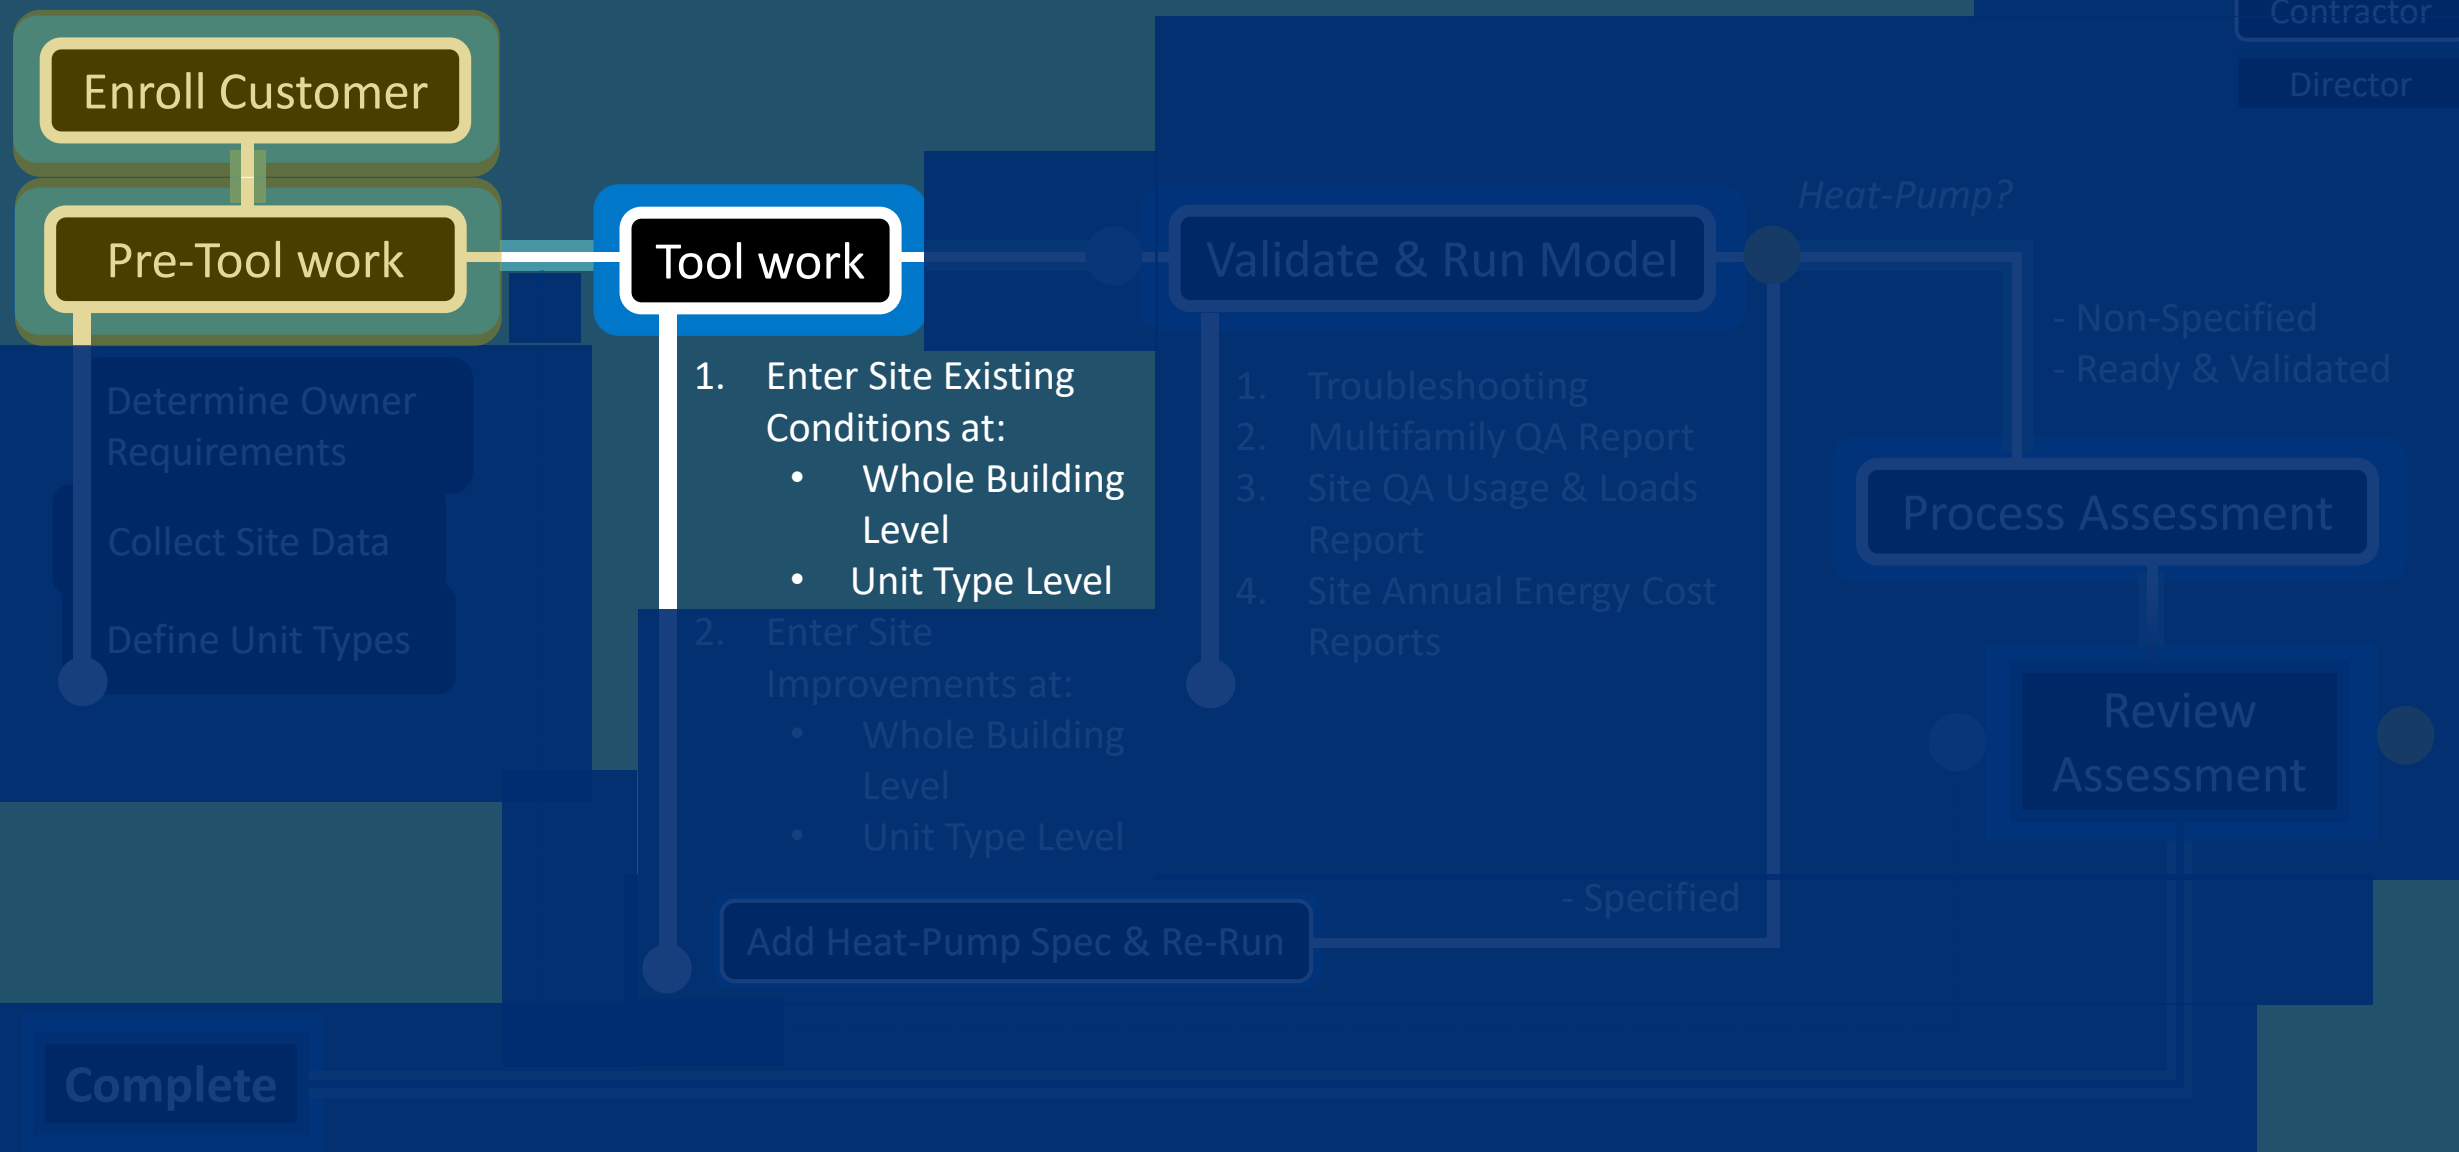 Contractor
Director
Enroll Customer
Pre-Tool work
Determine Owner
Requirements
Collect Site Data
Define Unit Types
Tool work
1. Enter Site Existing
Conditions at:
• Whole Building
Level
• Unit Type Level
2. Enter Site
Improvements at:
• Whole Building
Level
• Unit Type Level
Add Heat-Pump Spec & Re-Run
Validate & Run Model
1. Troubleshooting
2. Multifamily QA Report
3. Site QA Usage & Loads
Report
4. Site Annual Energy Cost
Reports
Heat-Pump?
- Non-Specified
- Ready & Validated
- Specified
Process Assessment
Review
Assessment
Complete